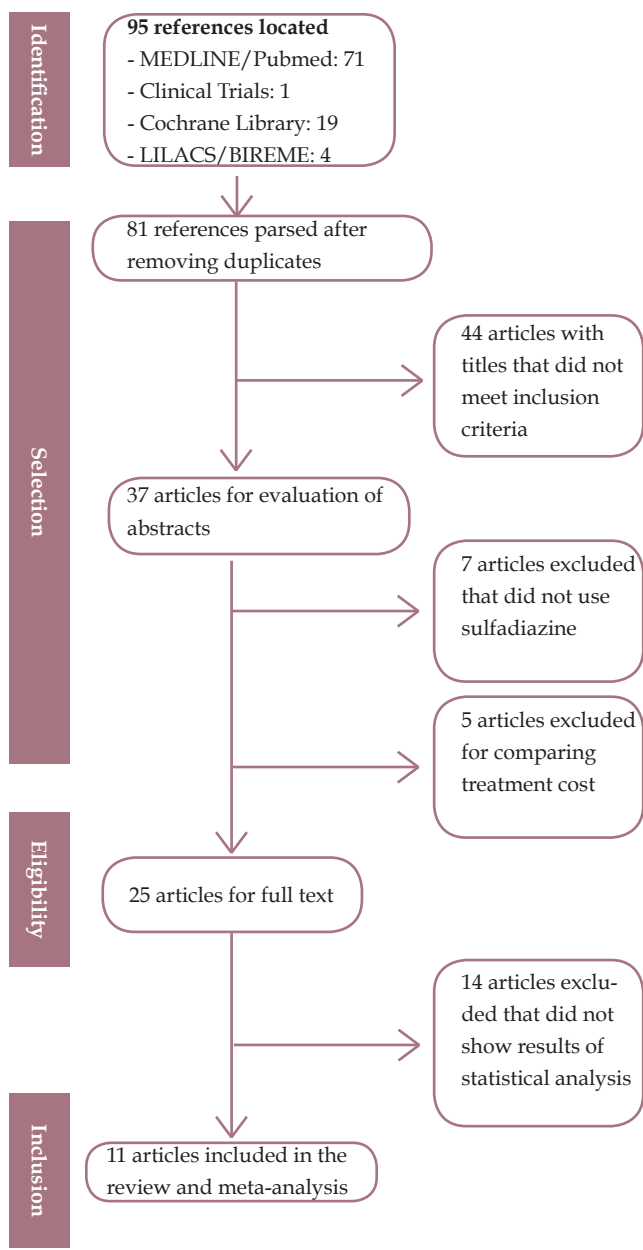 Identification
95 references located
- MEDLINE/Pubmed: 71
- Clinical Trials: 1
- Cochrane Library: 19
- LILACS/BIREME: 4
Selection
81 references parsed after
removing duplicates
44 articles with
titles that did not
meet inclusion
criteria
37 articles for evaluation of
abstracts
7 articles excluded
that did not use
sulfadiazine
5 articles excluded
for comparing
treatment cost
Eligibility
25 articles for full text
14 articles exclu-
ded that did not
show results of
statistical analysis
Inclusion
11 articles included in the
review and meta-analysis